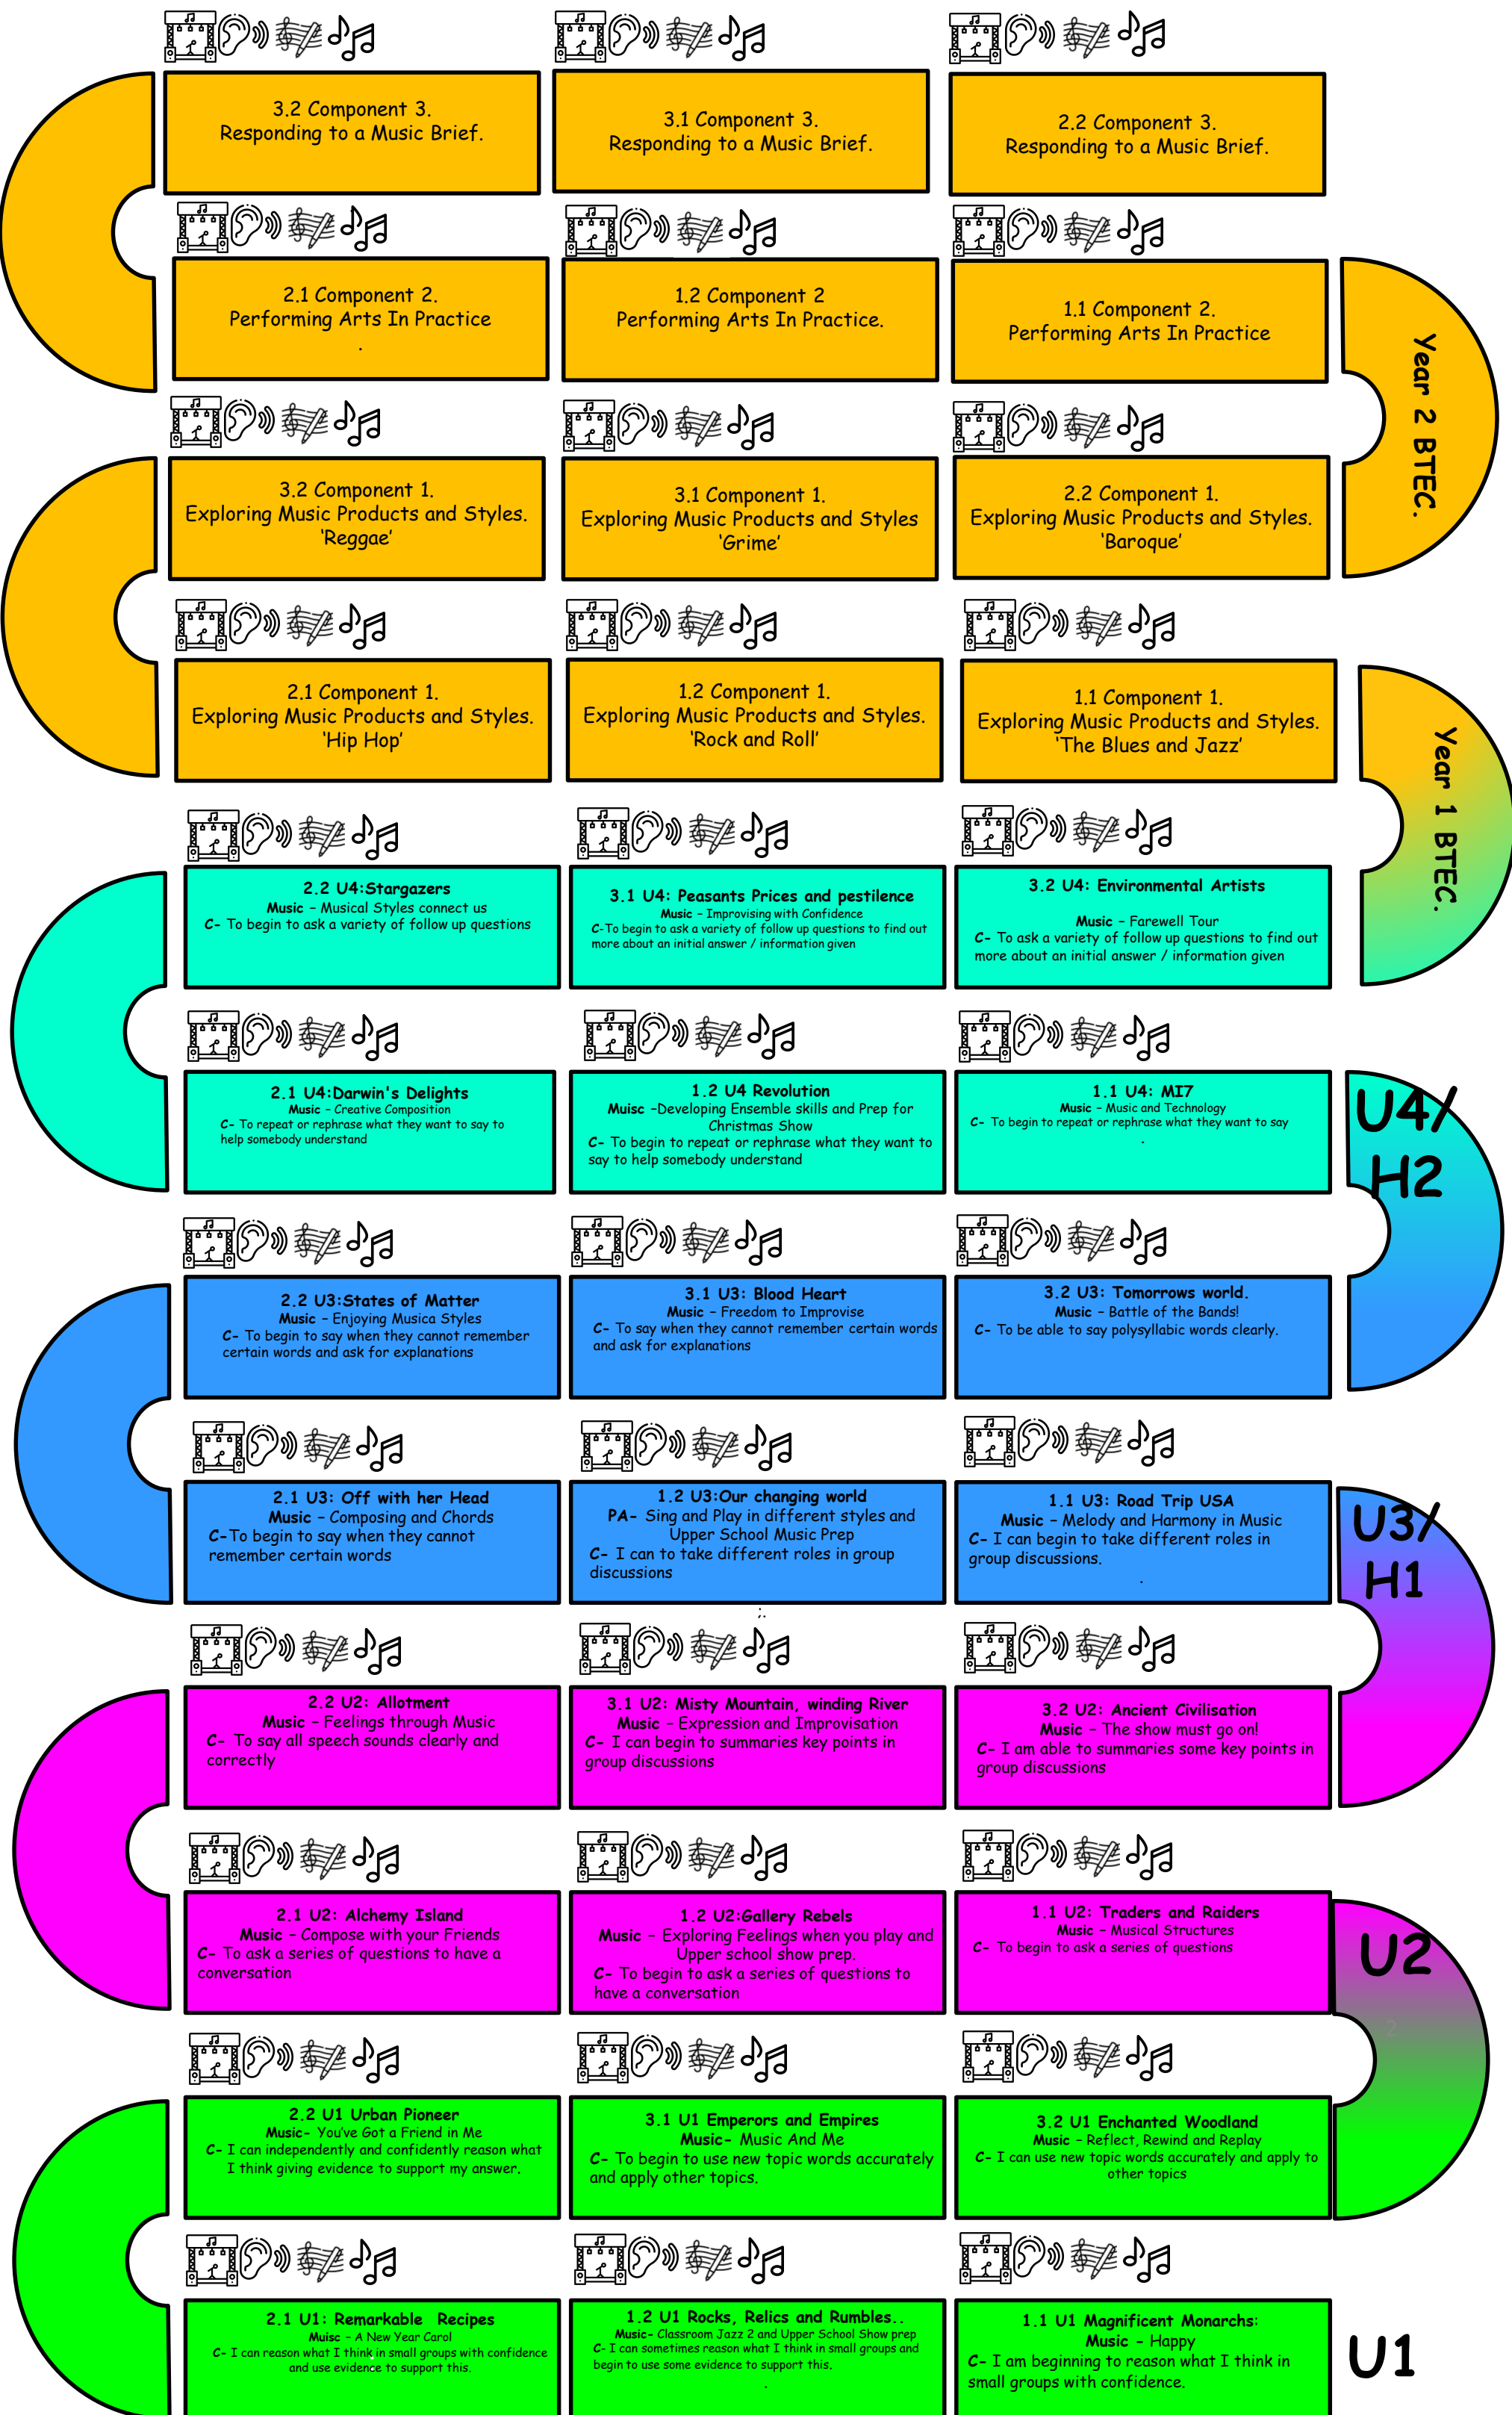 3.2 Component 3.
Responding to a Music Brief.
3.1 Component 3.
Responding to a Music Brief.
2.2 Component 3.
Responding to a Music Brief.
2.1 Component 2.
Performing Arts In Practice
.
1.2 Component 2
Performing Arts In Practice.
1.1 Component 2.
Performing Arts In Practice
Year 2 BTEC.
3.2 Component 1.
Exploring Music Products and Styles.
‘Reggae’
3.1 Component 1.
Exploring Music Products and Styles
‘Grime’
2.2 Component 1.
Exploring Music Products and Styles.
‘Baroque’
2.1 Component 1.
Exploring Music Products and Styles.
‘Hip Hop’
1.2 Component 1.
Exploring Music Products and Styles.
‘Rock and Roll’
1.1 Component 1.
Exploring Music Products and Styles.
‘The Blues and Jazz’
Year 1 BTEC.
2.2 U4:Stargazers
Music – Musical Styles connect us
C- To begin to ask a variety of follow up questions
3.1 U4: Peasants Prices and pestilence
Music – Improvising with Confidence
C-To begin to ask a variety of follow up questions to find out
more about an initial answer / information given
3.2 U4: Environmental Artists
Music – Farewell Tour
C- To ask a variety of follow up questions to find out
more about an initial answer / information given
2.1 U4:Darwin's Delights
Music – Creative Composition
C- To repeat or rephrase what they want to say to
help somebody understand
1.2 U4 Revolution
Muisc –Developing Ensemble skills and Prep for
Christmas Show
C- To begin to repeat or rephrase what they want to
say to help somebody understand
1.1 U4: MI7
Music – Music and Technology
C- To begin to repeat or rephrase what they want to say
.
U4/
H2
2.2 U3:States of Matter
Music – Enjoying Musica Styles
C- To begin to say when they cannot remember
certain words and ask for explanations
3.1 U3: Blood Heart
Music – Freedom to Improvise
C- To say when they cannot remember certain words
and ask for explanations
3.2 U3: Tomorrows world.
Music – Battle of the Bands!
C- To be able to say polysyllabic words clearly.
2.1 U3: Off with her Head
Music – Composing and Chords
C-To begin to say when they cannot
remember certain words
1.2 U3:Our changing world
PA- Sing and Play in different styles and
Upper School Music Prep
C- I can to take different roles in group
discussions
;.
1.1 U3: Road Trip USA
Music – Melody and Harmony in Music
C- I can begin to take different roles in
group discussions.
.
U3/
H1
2.2 U2: Allotment
Music – Feelings through Music
C- To say all speech sounds clearly and
correctly
3.1 U2: Misty Mountain, winding River
Music – Expression and Improvisation
C- I can begin to summaries key points in
group discussions
3.2 U2: Ancient Civilisation
Music – The show must go on!
C- I am able to summaries some key points in
group discussions
2.1 U2: Alchemy Island
Music – Compose with your Friends
C- To ask a series of questions to have a
conversation
1.2 U2:Gallery Rebels
Music – Exploring Feelings when you play and
Upper school show prep.
C- To begin to ask a series of questions to
have a conversation
1.1 U2: Traders and Raiders
Music – Musical Structures
C- To begin to ask a series of questions
U2
2
2.2 U1 Urban Pioneer
Music- You’ve Got a Friend in Me
C- I can independently and confidently reason what
I think giving evidence to support my answer.
3.1 U1 Emperors and Empires
Music- Music And Me
C- To begin to use new topic words accurately
and apply other topics.
3.2 U1 Enchanted Woodland
Music – Reflect, Rewind and Replay
C- I can use new topic words accurately and apply to
other topics
2.1 U1: Remarkable Recipes
Muisc – A New Year Carol
C- I can reason what I think in small groups with confidence
and use evidence to support this.
1.2 U1 Rocks, Relics and Rumbles..
Music- Classroom Jazz 2 and Upper School Show prep
C- I can sometimes reason what I think in small groups and
begin to use some evidence to support this.
.
1.1 U1 Magnificent Monarchs:
Music - Happy
C- I am beginning to reason what I think in
small groups with confidence.
U1